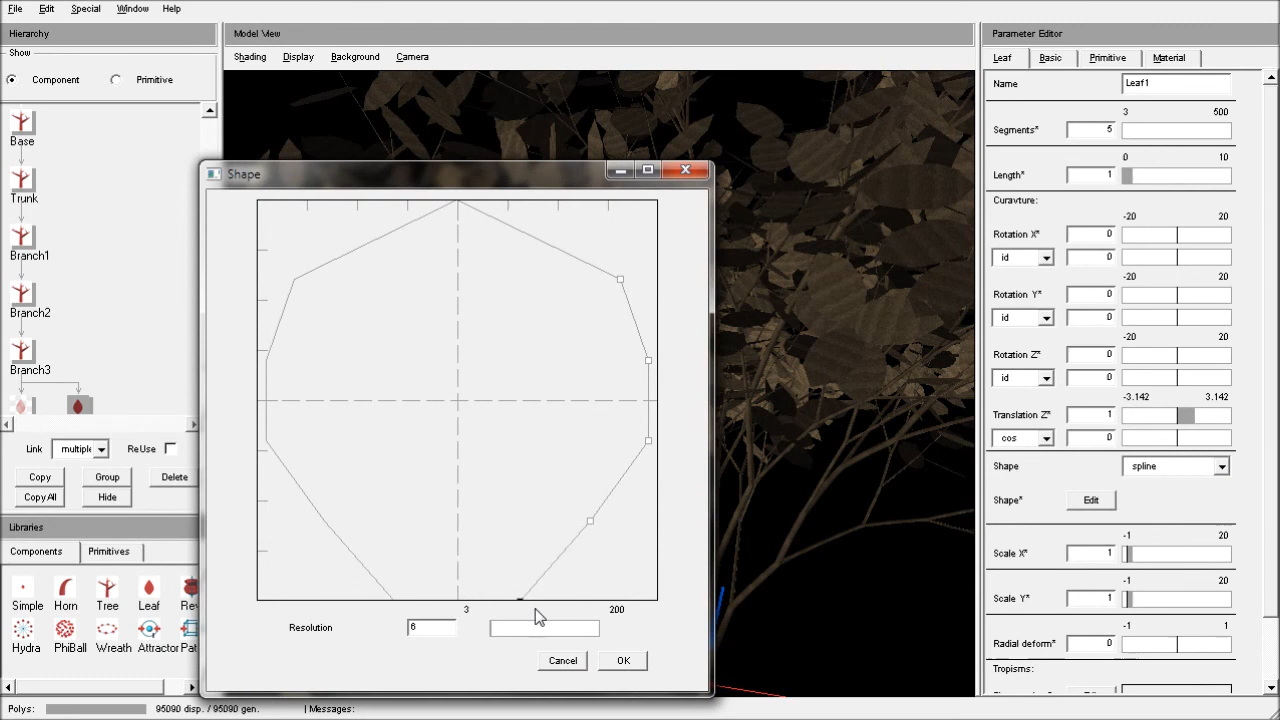 File Edit Special Window Help
Hierarchy
Show
Component Primitive
Base
Trunk
Branch1
Branch2
Branch3
Link multiple ReUse
Copy Group Delete
Copy All Hide
Libraries
Components Primitives
Horn Tree Leaf
PhiBall Wreath Attractor
95090 disp. / 95090 gen. | Messages:
Model View
Shading Display Background Camera
Shape
3 200
Resolution 6
Cancel OK
Parameter Editor
Leaf Basic Primitive Material
Name Leaf1
3 500
Segments* 5
0 10
Length* 1
Curavture:
-20 20
Rotation X* 0
id 0
-20 20
Rotation Y* 0
id 0
-20 20
Rotation Z* 0
id 0
-3.142 3.142
Translation Z* 1
cos 0
Shape spline
Shape* Edit
-1 20
Scale X* 1
-1 20
Scale Y* 1
-1 1
Radial deform* 0
Tropisms: